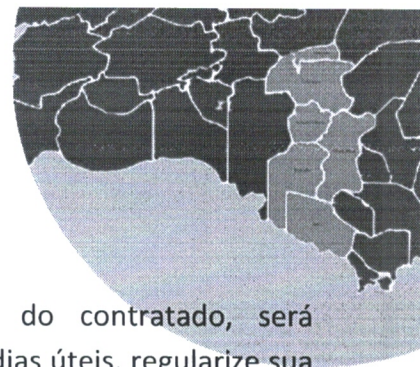 do contratado, será
dias úteis, regularize sua